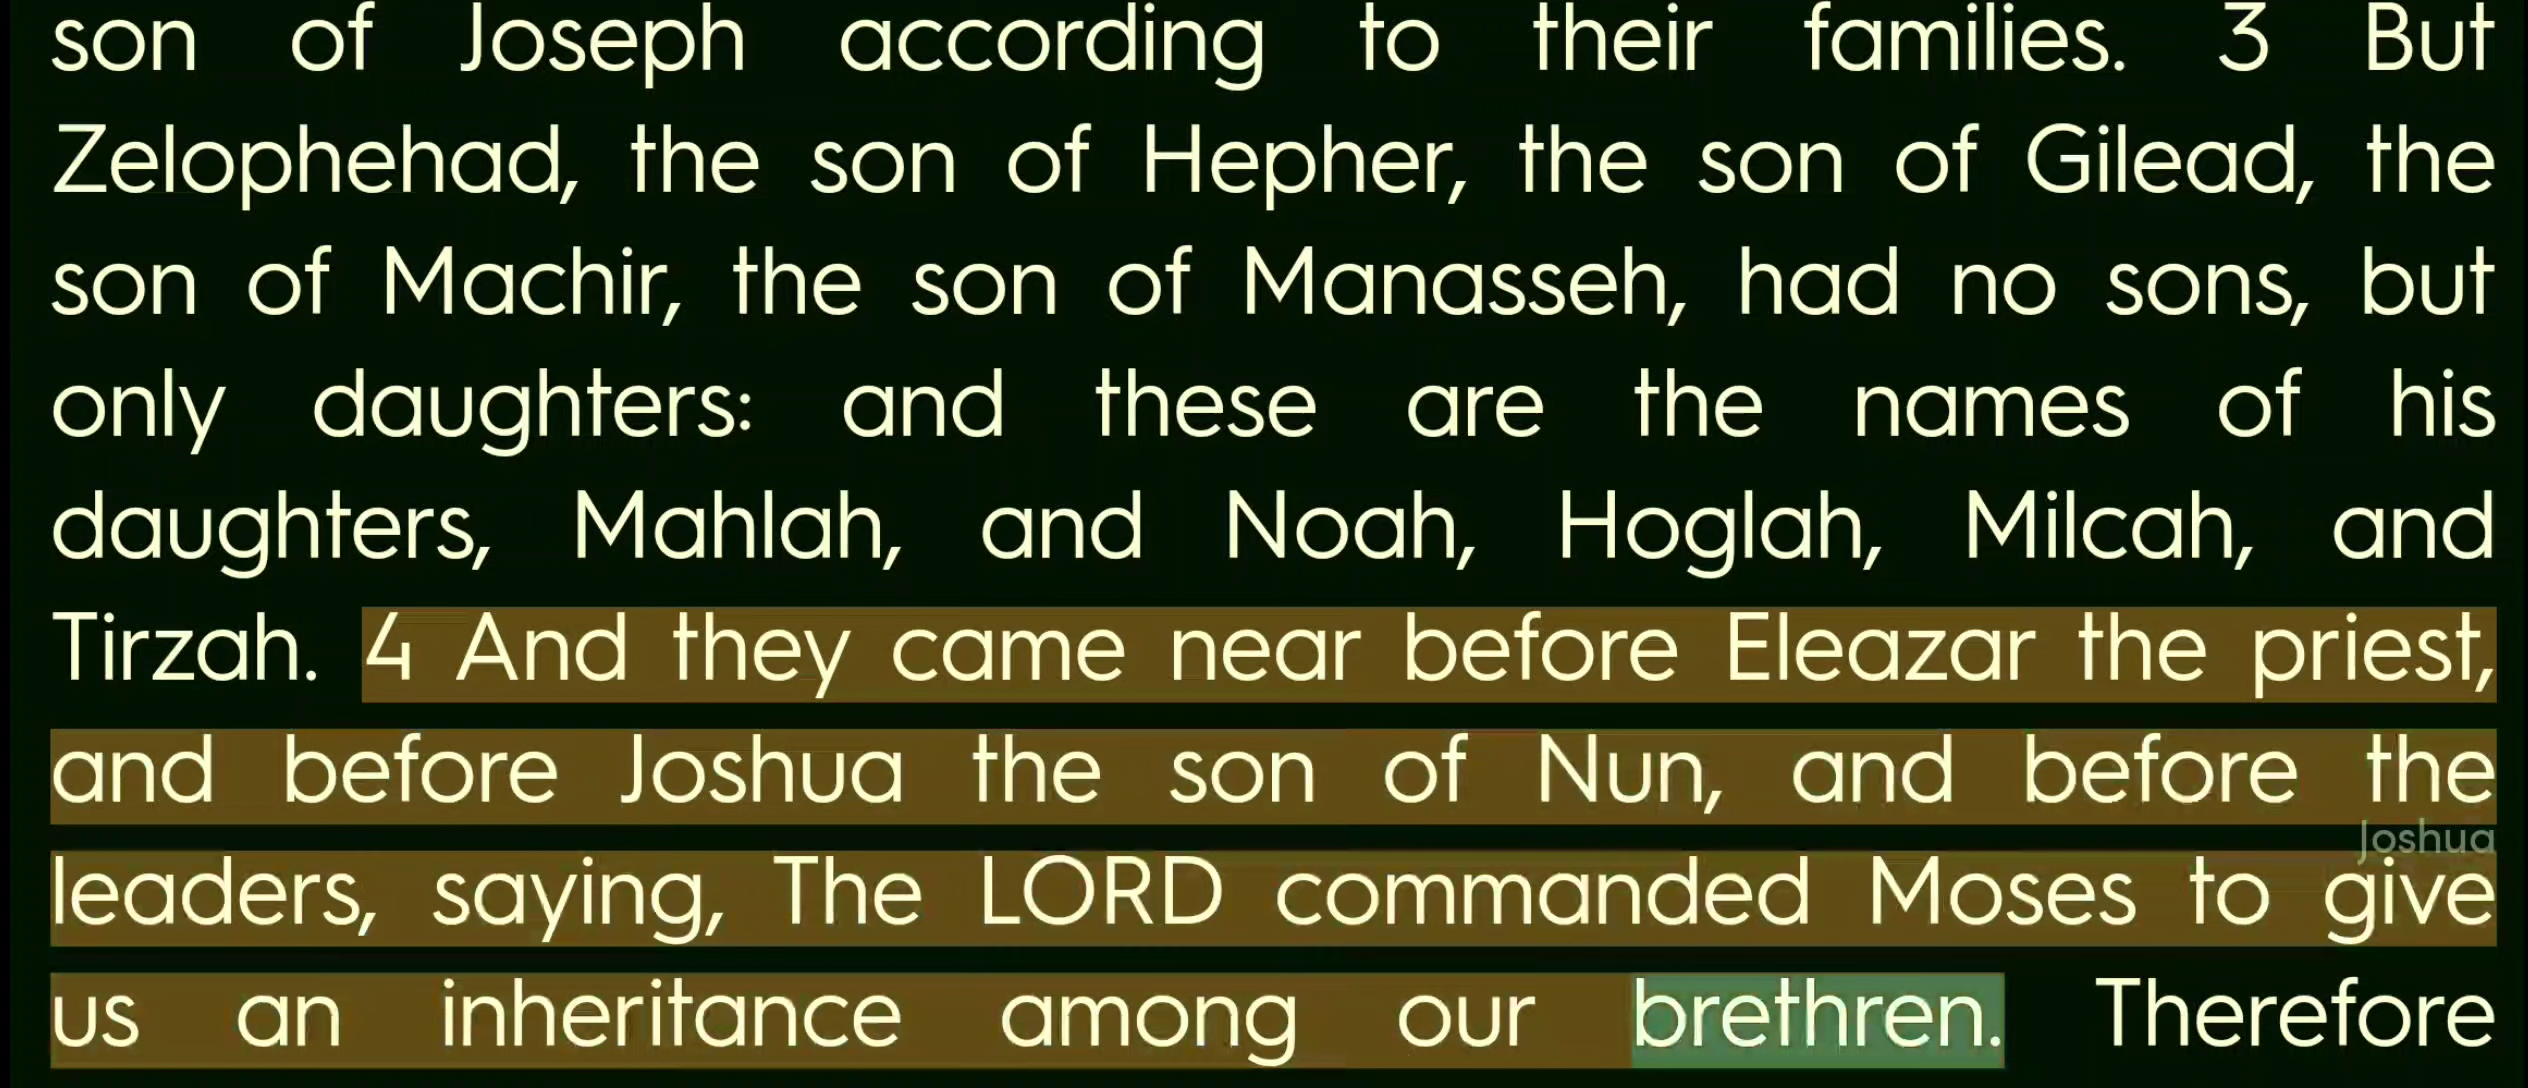 son of Joseph according to their families. 3 But
Zelophehad, the son of Hepher, the son of Gilead, the
son of Machir, the son of Manasseh, had no sons, but
only daughters: and these are the names of his
daughters, Mahlah, and Noah, Hoglah, Milcah, and
Tirzah. 4 And they came near before Eleazar the priest,
and before Joshua the son of Nun, and before the
Joshua
leaders, saying, The LORD commanded Moses to give
us an inheritance among our brethren. Therefore